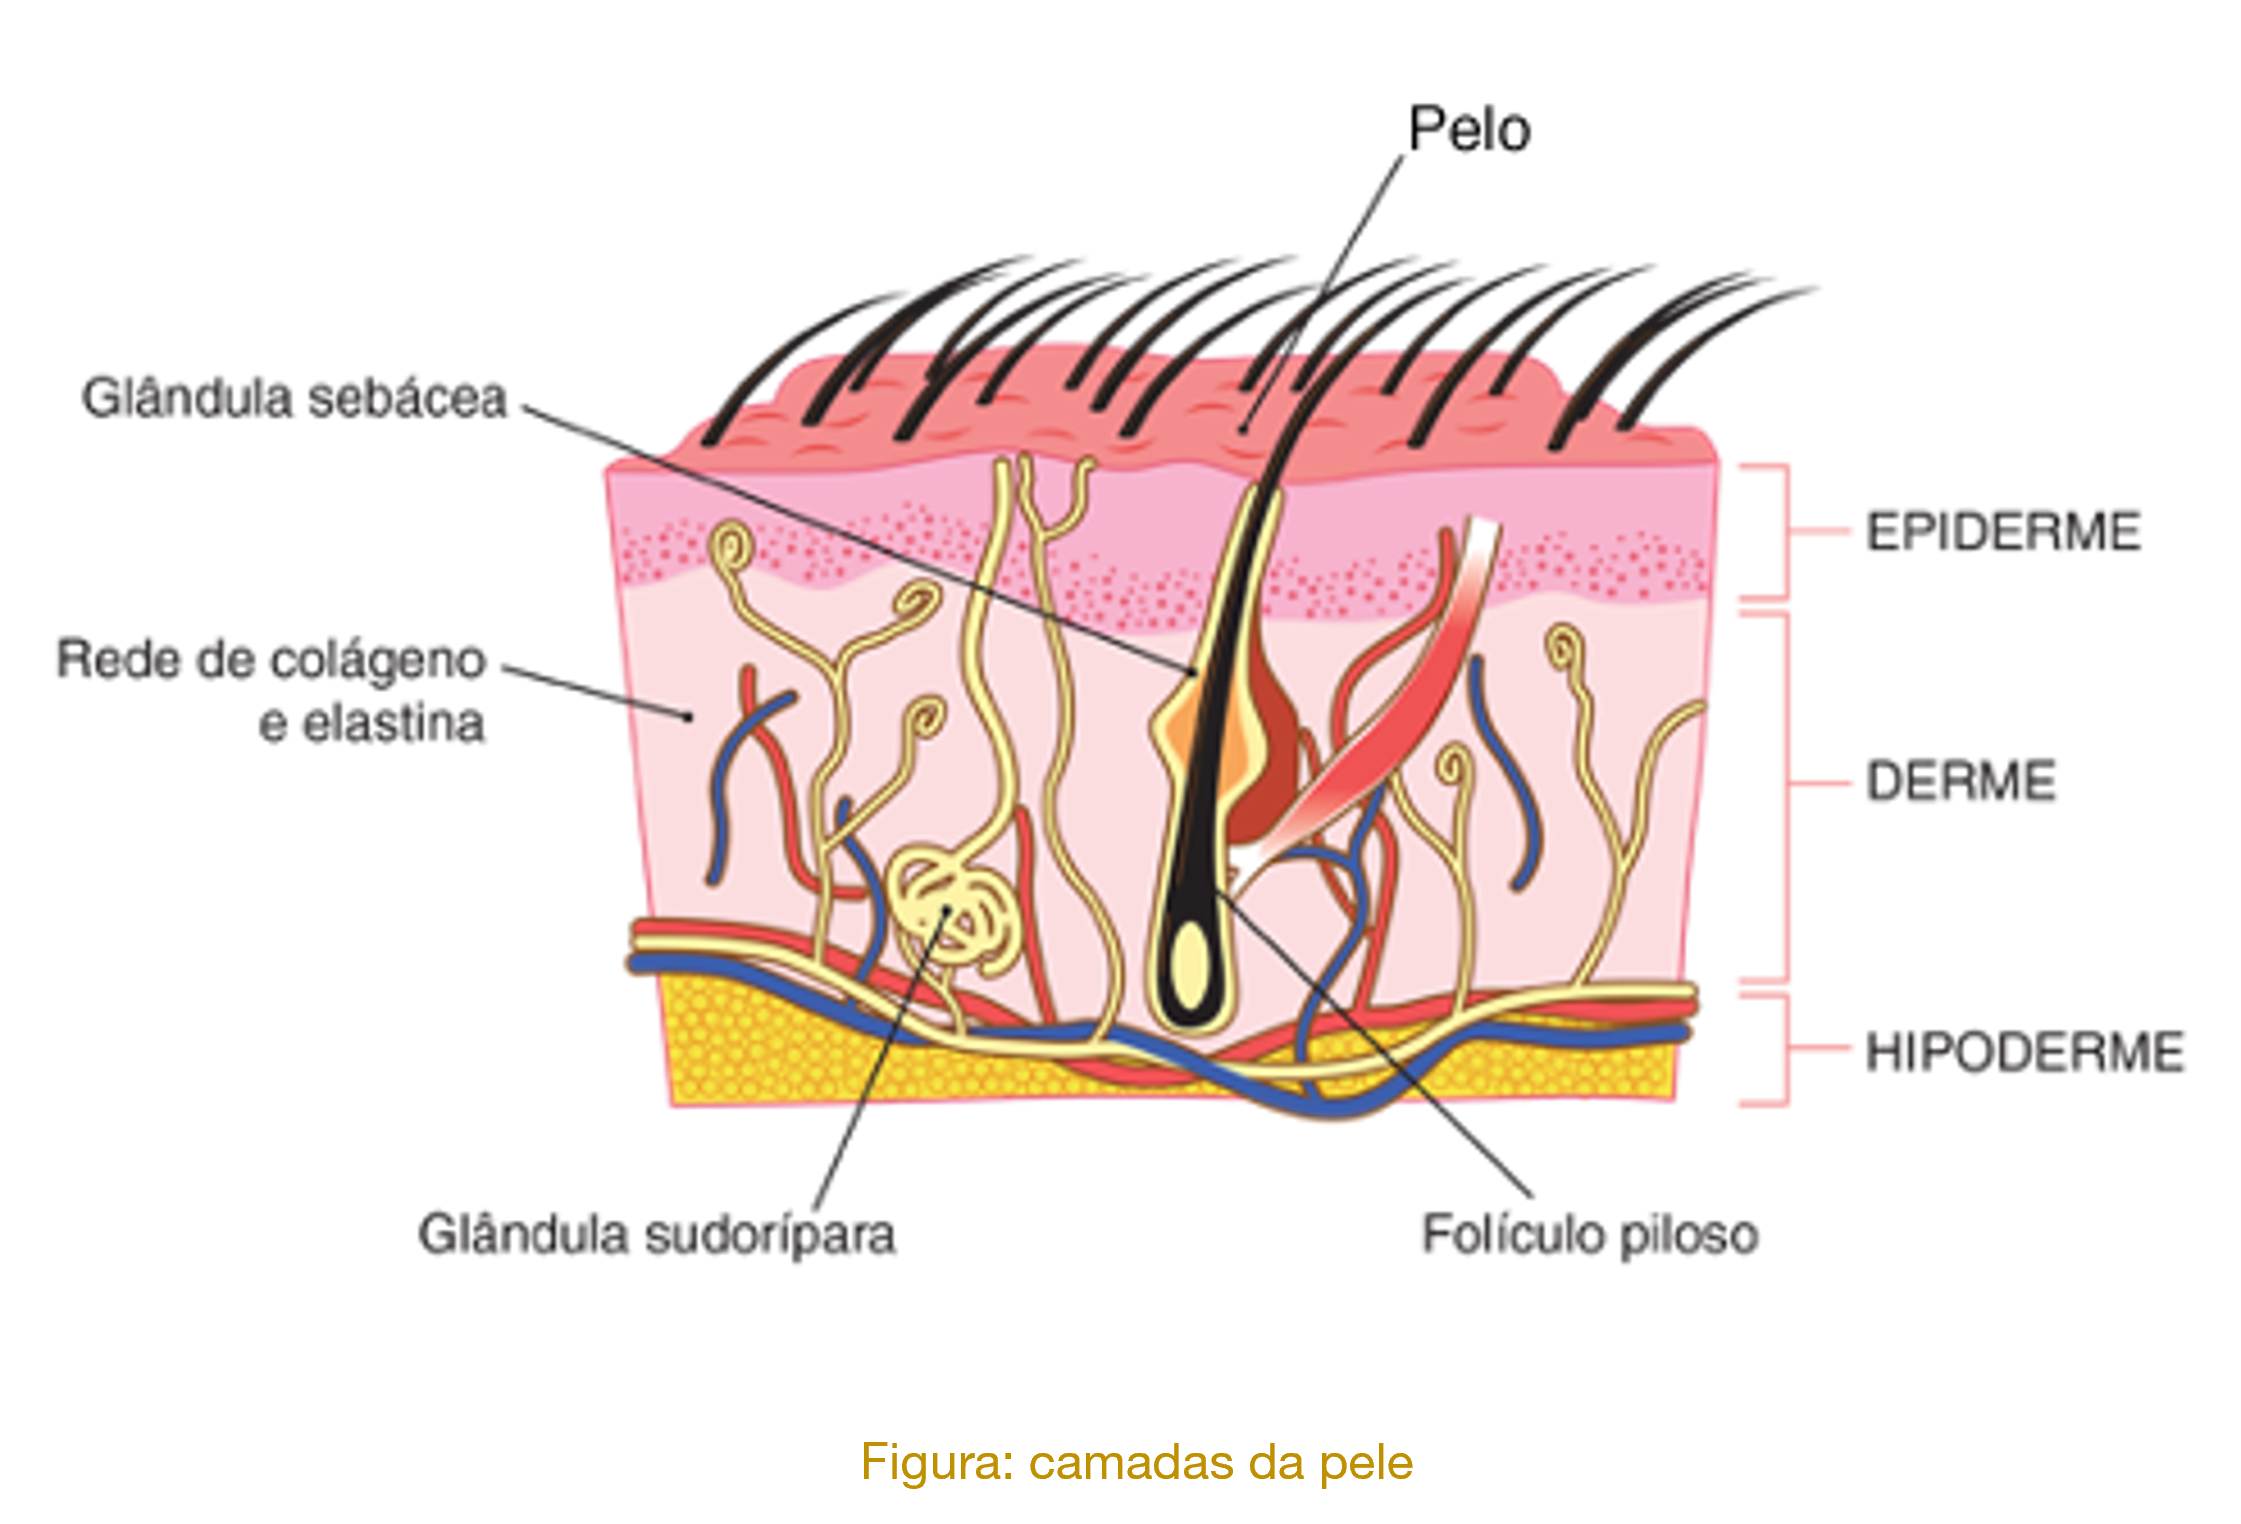 Pelo
Glândula sebácea
EPIDERME
Rede de colágeno
e elastina
DERME
HIPODERME
Glândula sudorípara
Folículo piloso
Figura: camadas da pele